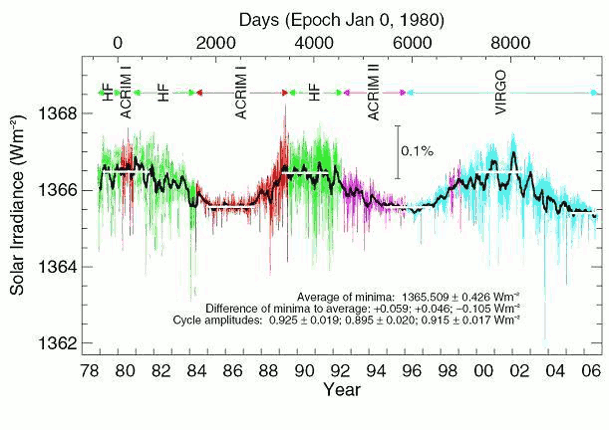 Days (Epoch Jan 0, 1980)
0 2000 4000 6000 8000
HF ACRIM I HF ACRIM I HF ACRIM II VIRGO
Solar Irradiance (Wm⁻²)
1368
0.1%
1366
1364
Average of minima: 1365.509 ± 0.426 Wm⁻²
Difference of minima to average: +0.059; +0.046; −0.105 Wm⁻²
Cycle amplitudes: 0.925 ± 0.019; 0.895 ± 0.020; 0.915 ± 0.017 Wm⁻²
1362
78 80 82 84 86 88 90 92 94 96 98 00 02 04 06
Year